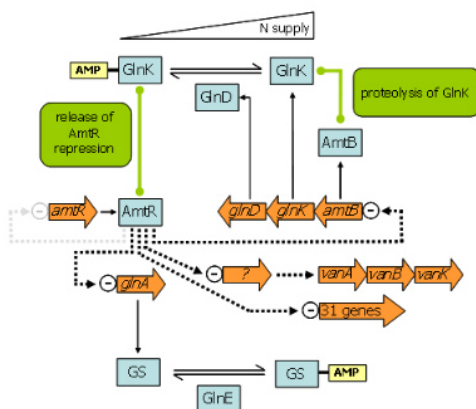 N supply
AMP
GlnK
GlnK
GlnD
proteolysis of GlnK
release of
AmtR
repression
AmtB
amtR
AmtR
glnD
glnK
amtB
glnA
?
vanA
vanB
vanK
31 genes
GS
GS
AMP
GlnE